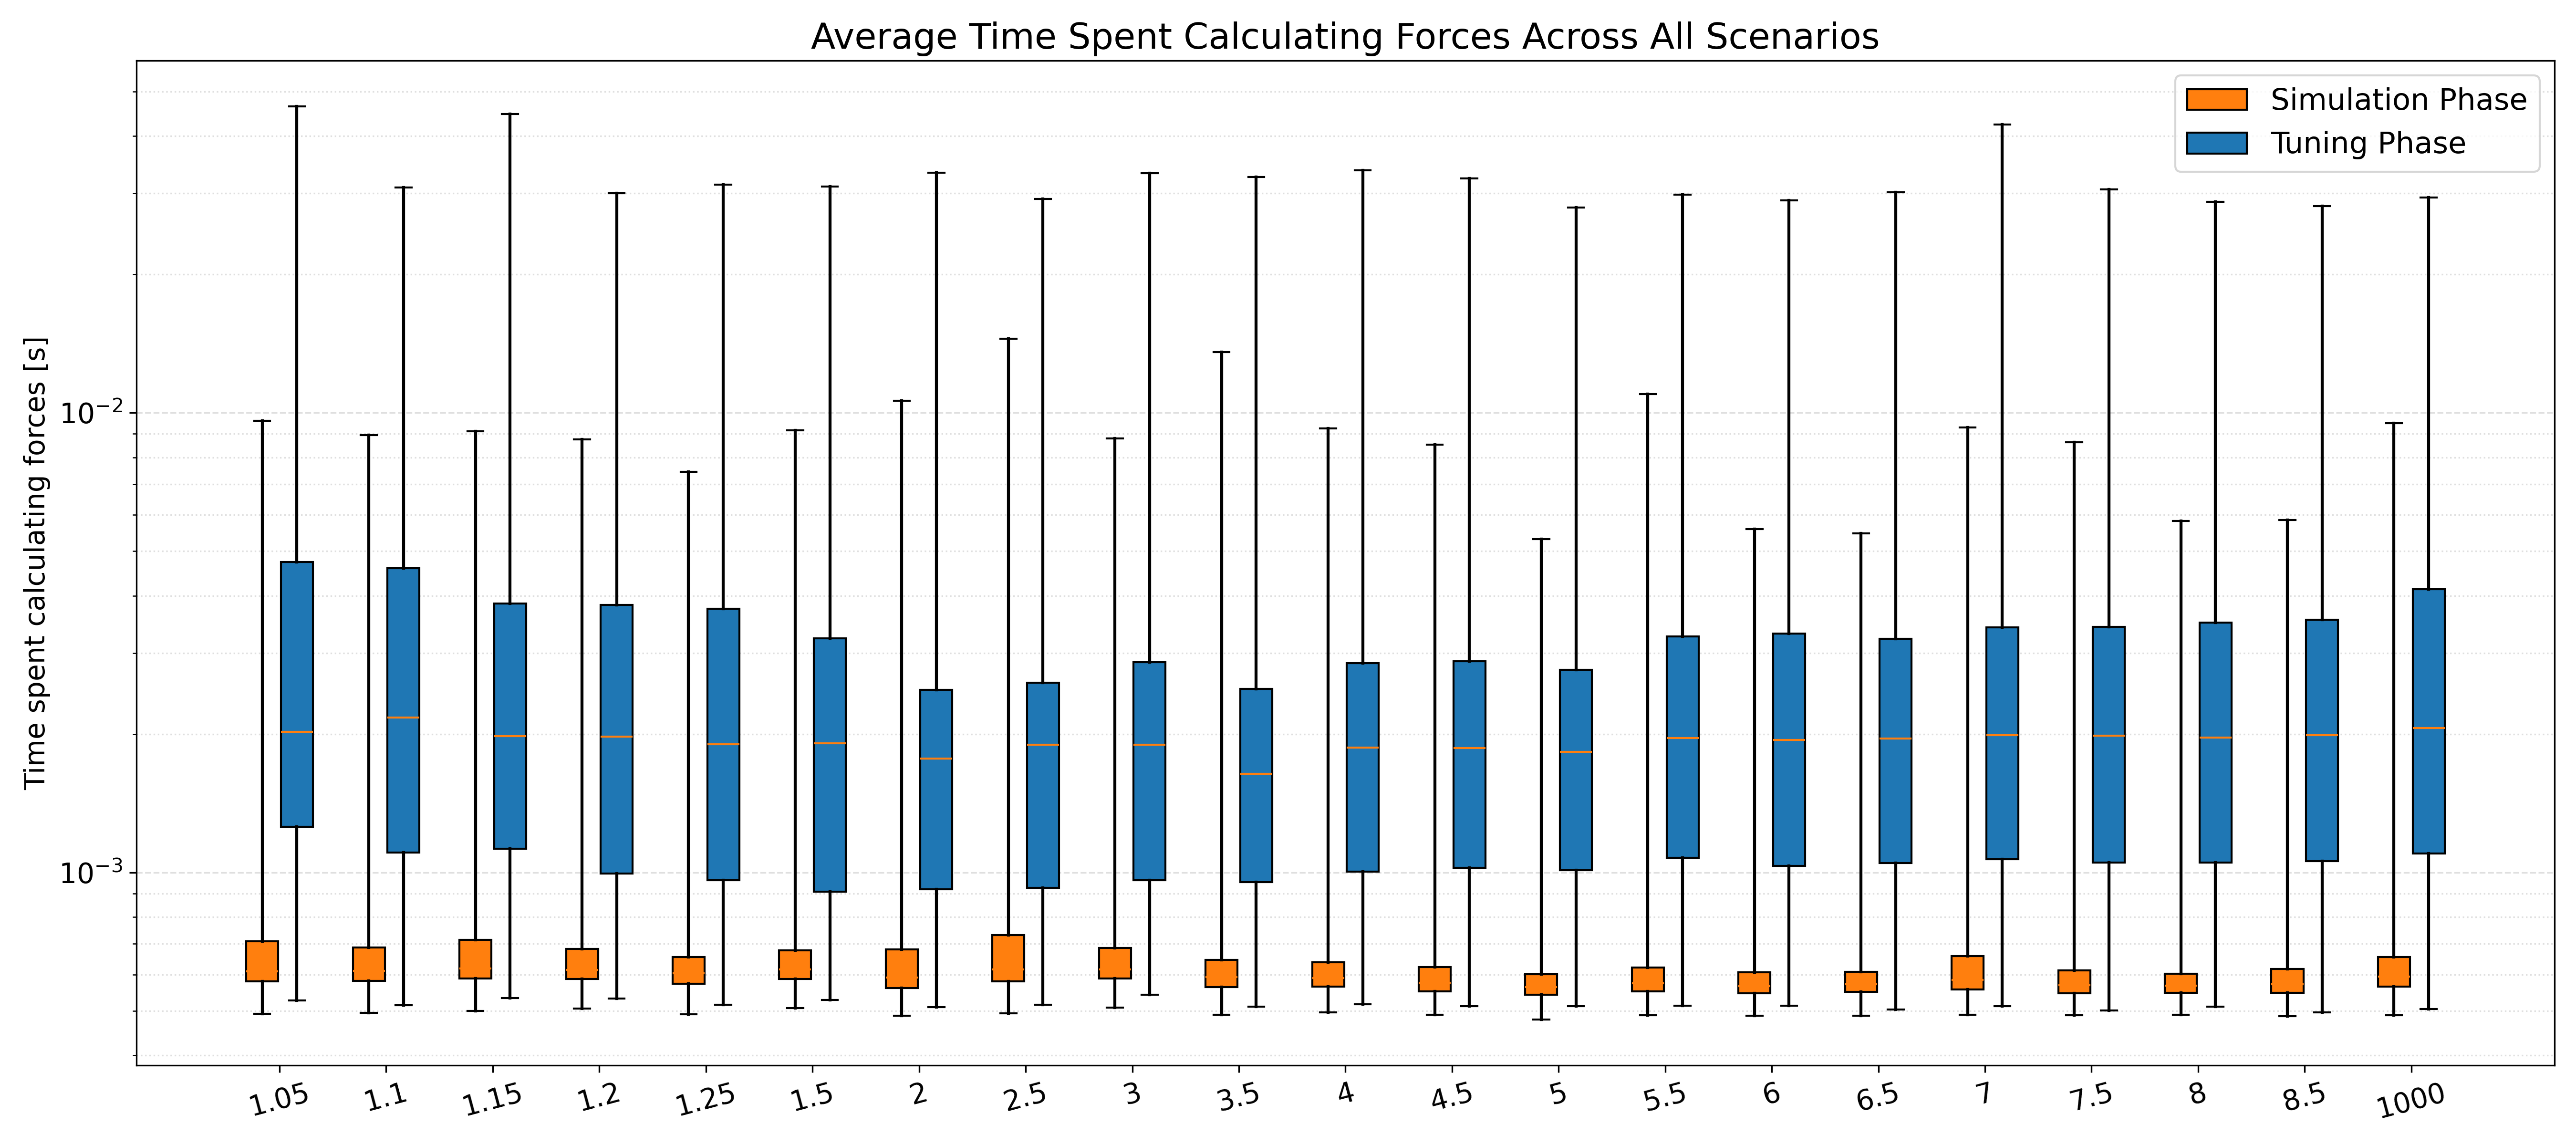 Average Time Spent Calculating Forces Across All Scenarios
Simulation Phase
Tuning Phase
Time spent calculating forces [s]
10⁻²
10⁻³
1.05 1.1 1.15 1.2 1.25 1.5 2 2.5 3 3.5 4 4.5 5 5.5 6 6.5 7 7.5 8 8.5 1000